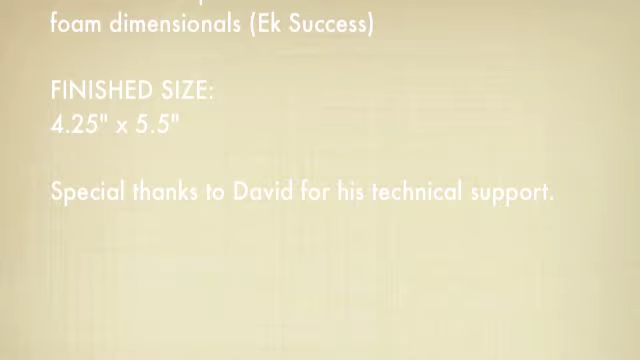 foam dimensionals (Ek Success)
FINISHED SIZE:
4.25" x 5.5"
Special thanks to David for his technical support.